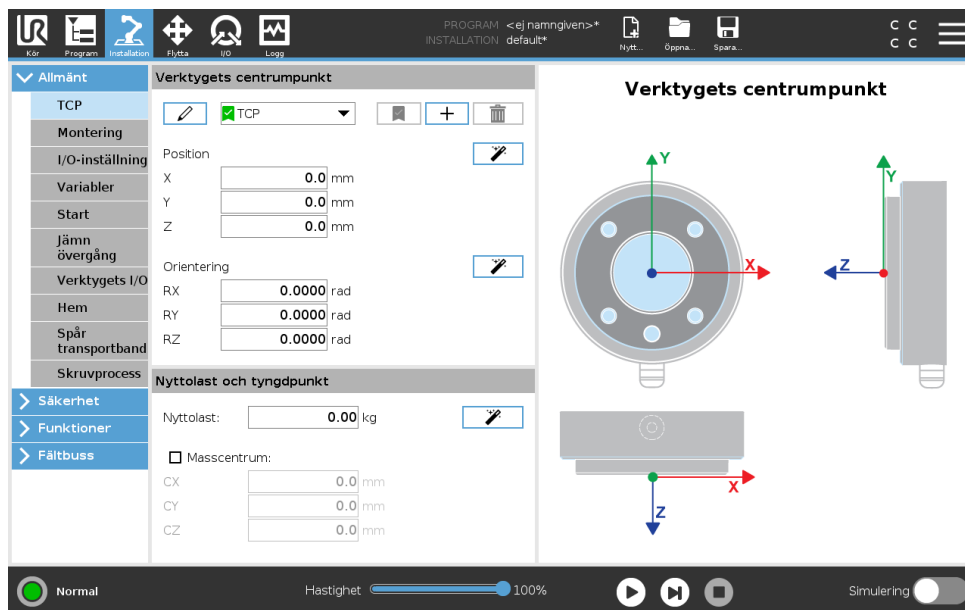 PROGRAM <ej namngiven>*
INSTALLATION default*
C C
C C
Kör
Program
Installation
Flytta
I/O
Logg
Nytt...
Öppna...
Spara...
Allmänt
TCP
Montering
I/O-inställning
Variabler
Start
Jämn
övergång
Verktygets I/O
Hem
Spår
transportband
Skruvprocess
Säkerhet
Funktioner
Fältbuss
Verktygets centrumpunkt
TCP
Position
X 0.0 mm
Y 0.0 mm
Z 0.0 mm
Orientering
RX 0.0000 rad
RY 0.0000 rad
RZ 0.0000 rad
Nyttolast och tyngdpunkt
Nyttolast: 0.00 kg
Masscentrum:
CX 0.0 mm
CY 0.0 mm
CZ 0.0 mm
Verktygets centrumpunkt
Y
X
Y
Z
X
Z
Normal
Hastighet 100%
Simulering